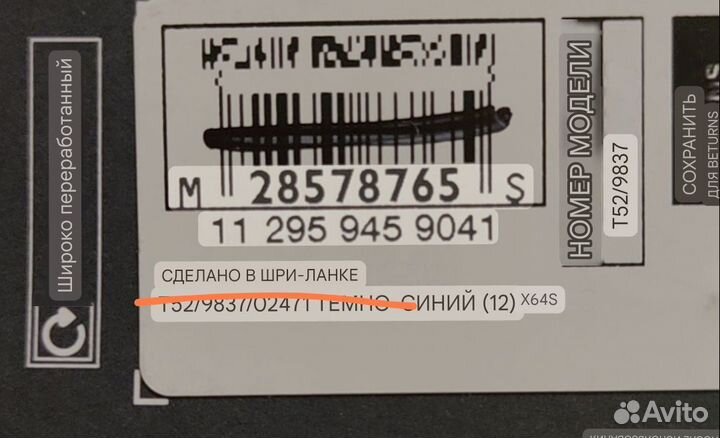 Широко переработанный
M 28578765 S
11 295 945 9041
НОМЕР МОДЕЛИ
T52/9837
СОХРАНИТЬ
ДЛЯ BETURNS
СДЕЛАНО В ШРИ-ЛАНКЕ
T52/9837/02471 ТЕМНО-СИНИЙ (12) X64S
Avito